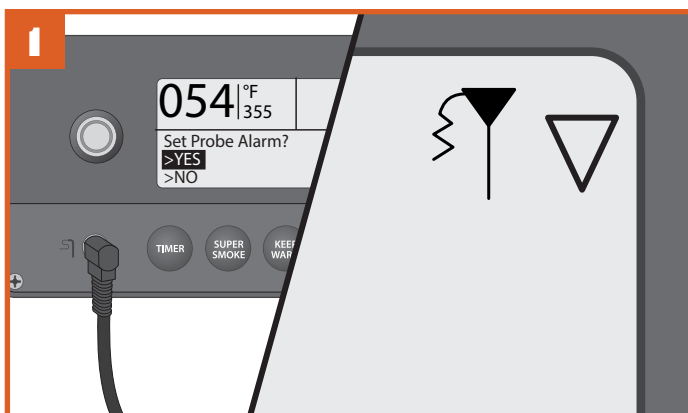 1
054 °F
355
Set Probe Alarm?
>YES
>NO
TIMER
SUPER
SMOKE